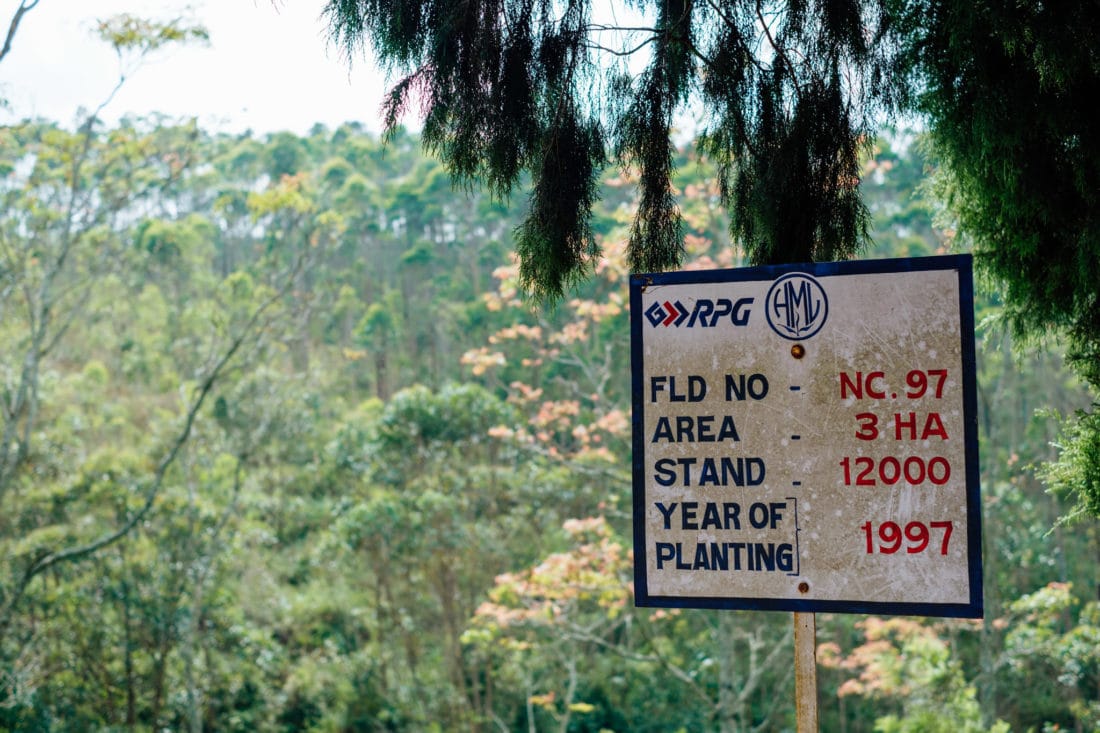 RPG HML
FLD NO - NC. 97
AREA - 3 HA
STAND - 12000
YEAR OF
PLANTING] 1997